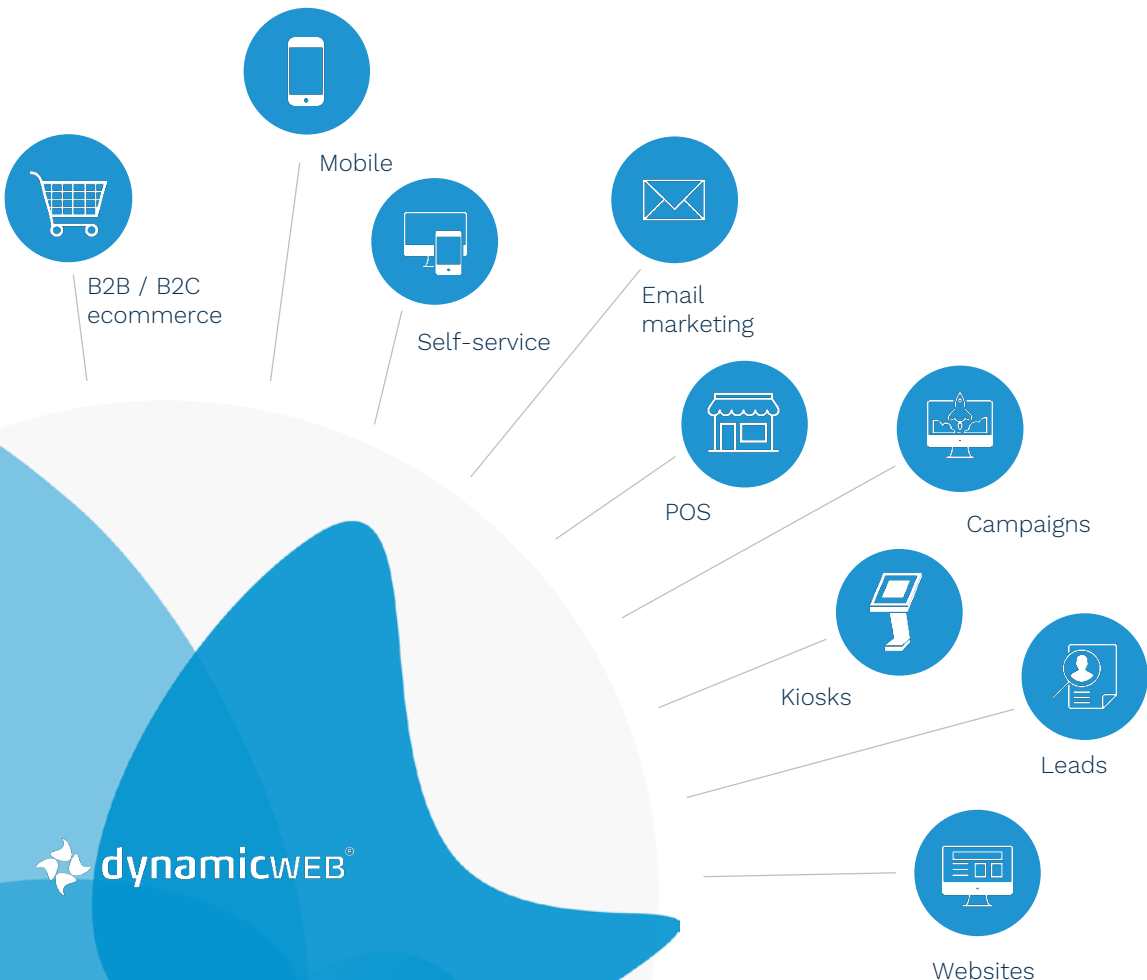 Mobile
B2B / B2C
ecommerce
Self-service
Email
marketing
POS
Campaigns
Kiosks
Leads
dynamicWEB®
Websites